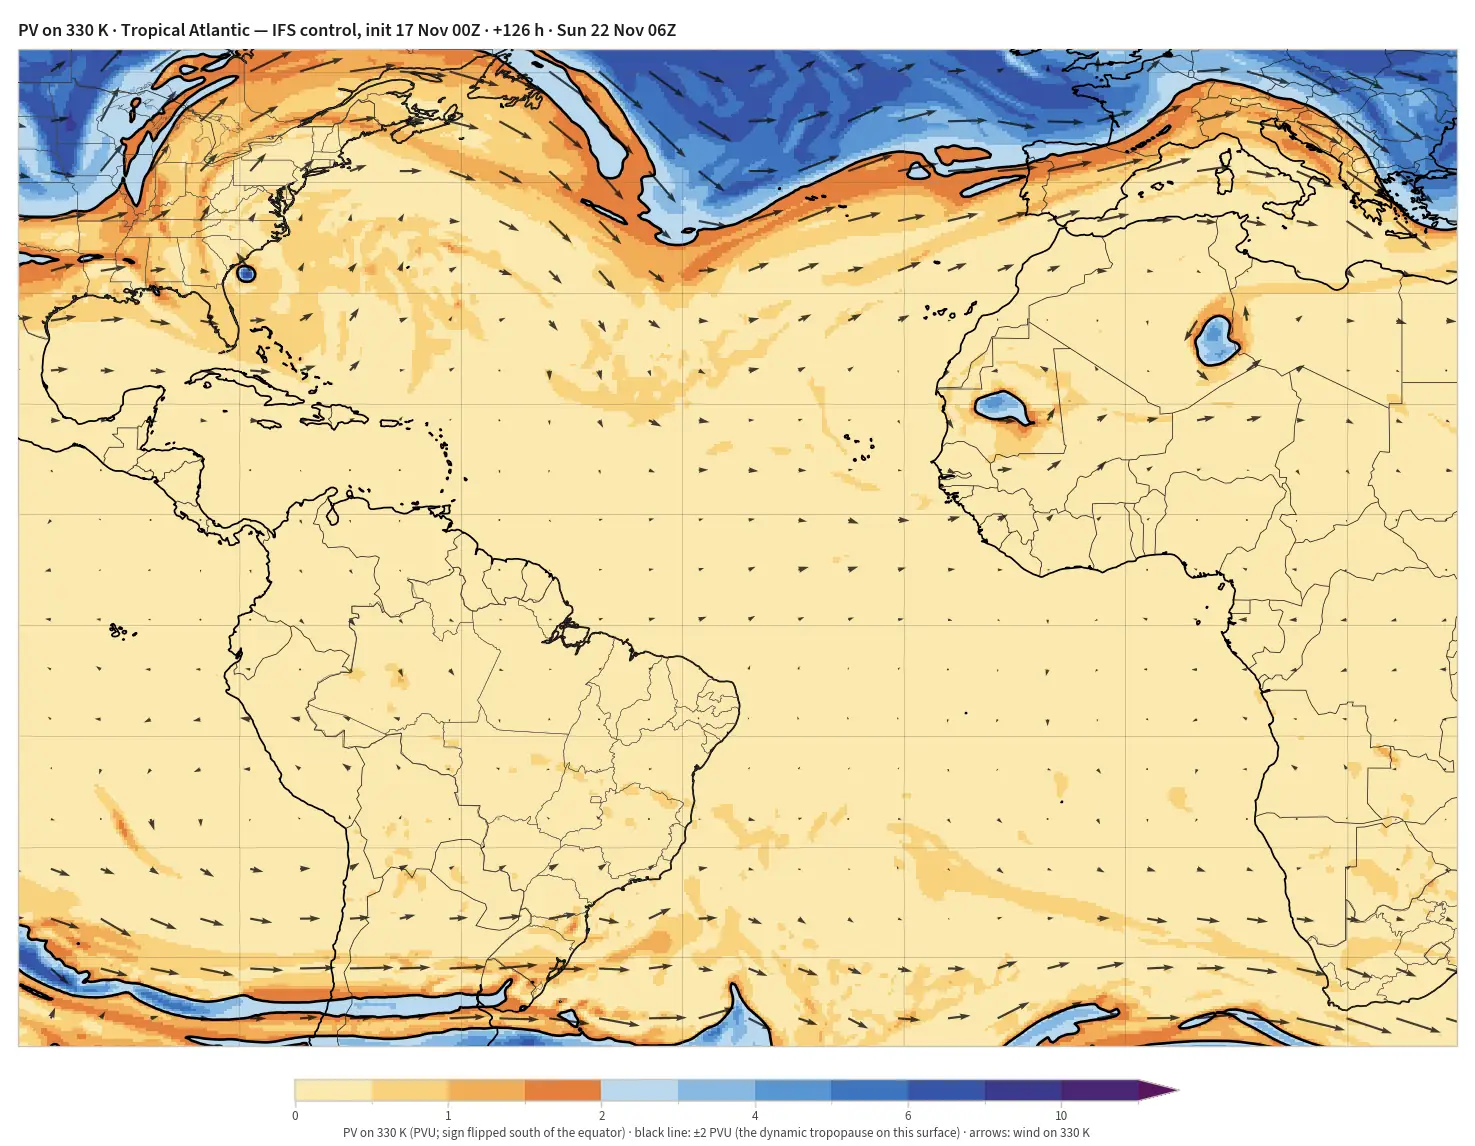 PV on 330 K · Tropical Atlantic — IFS control, init 17 Nov 00Z · +126 h · Sun 22 Nov 06Z
0 1 2 4 6 10
PV on 330 K (PVU; sign flipped south of the equator) · black line: ±2 PVU (the dynamic tropopause on this surface) · arrows: wind on 330 K